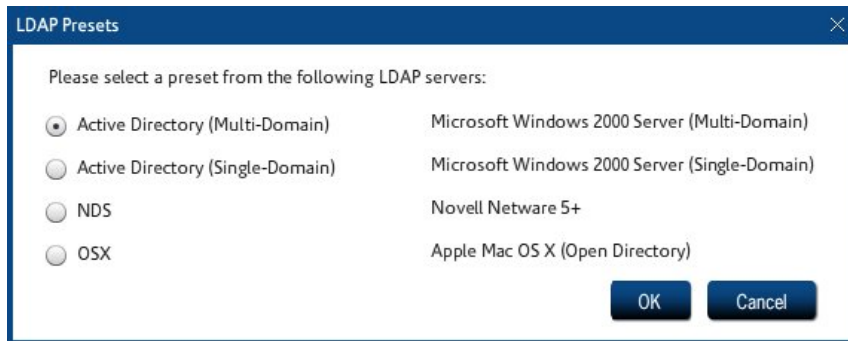 LDAP Presets
Please select a preset from the following LDAP servers:
Active Directory (Multi-Domain) Microsoft Windows 2000 Server (Multi-Domain)
Active Directory (Single-Domain) Microsoft Windows 2000 Server (Single-Domain)
NDS Novell Netware 5+
OSX Apple Mac OS X (Open Directory)
OK Cancel